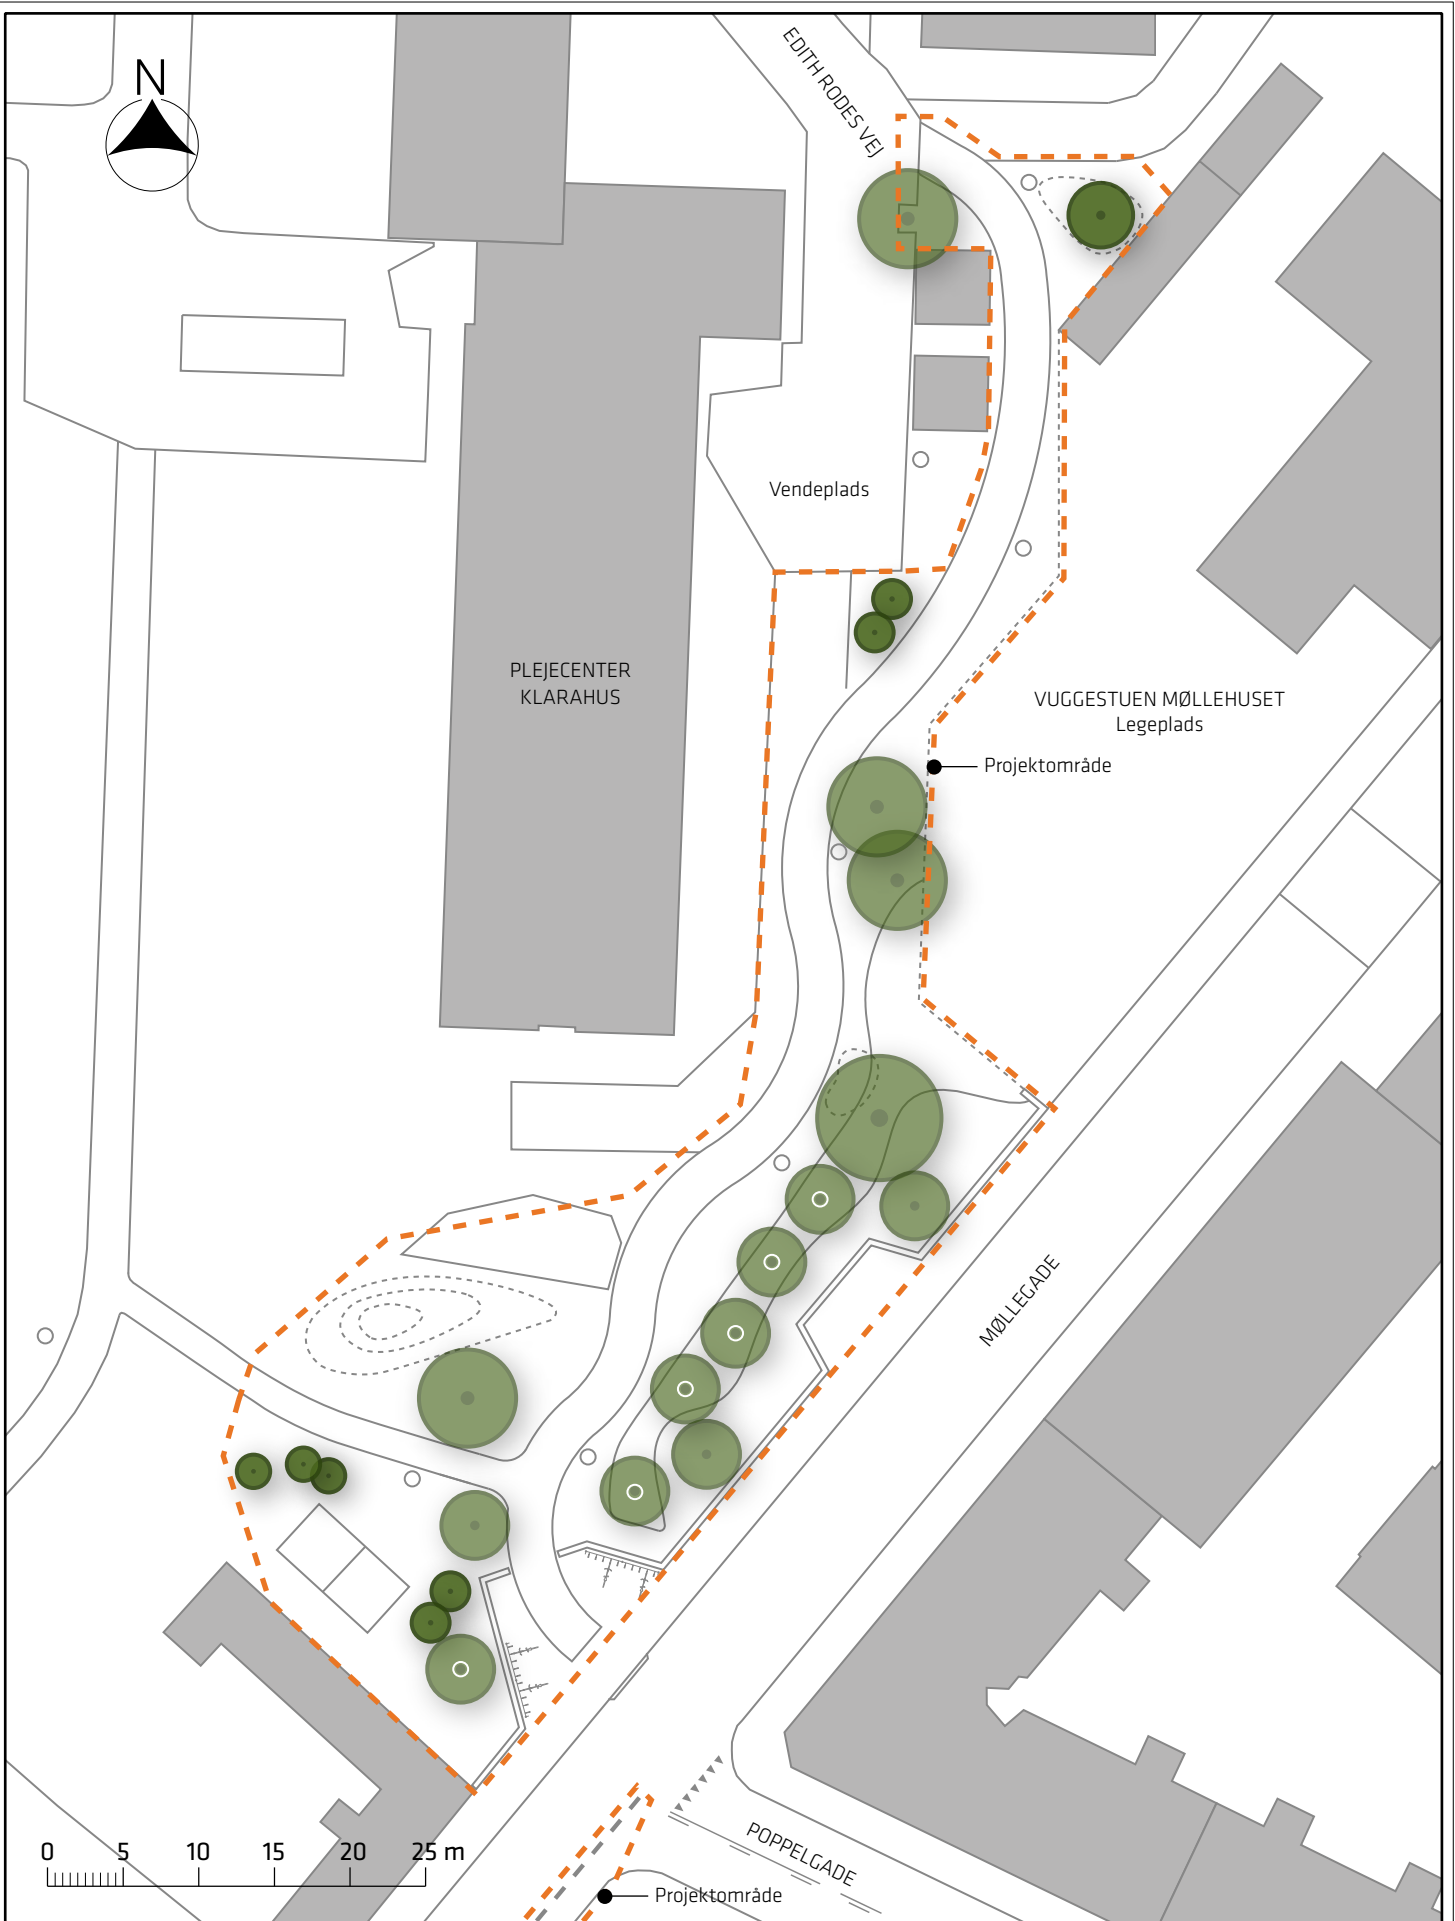 N
EDITH RODES VEJ
Vendeplads
PLEJECENTER
KLARAHUS
VUGGESTUEN MØLLEHUSET
Legeplads
Projektområde
MØLLEGADE
POPPELGADE
0 5 10 15 20 25 m
Projektområde